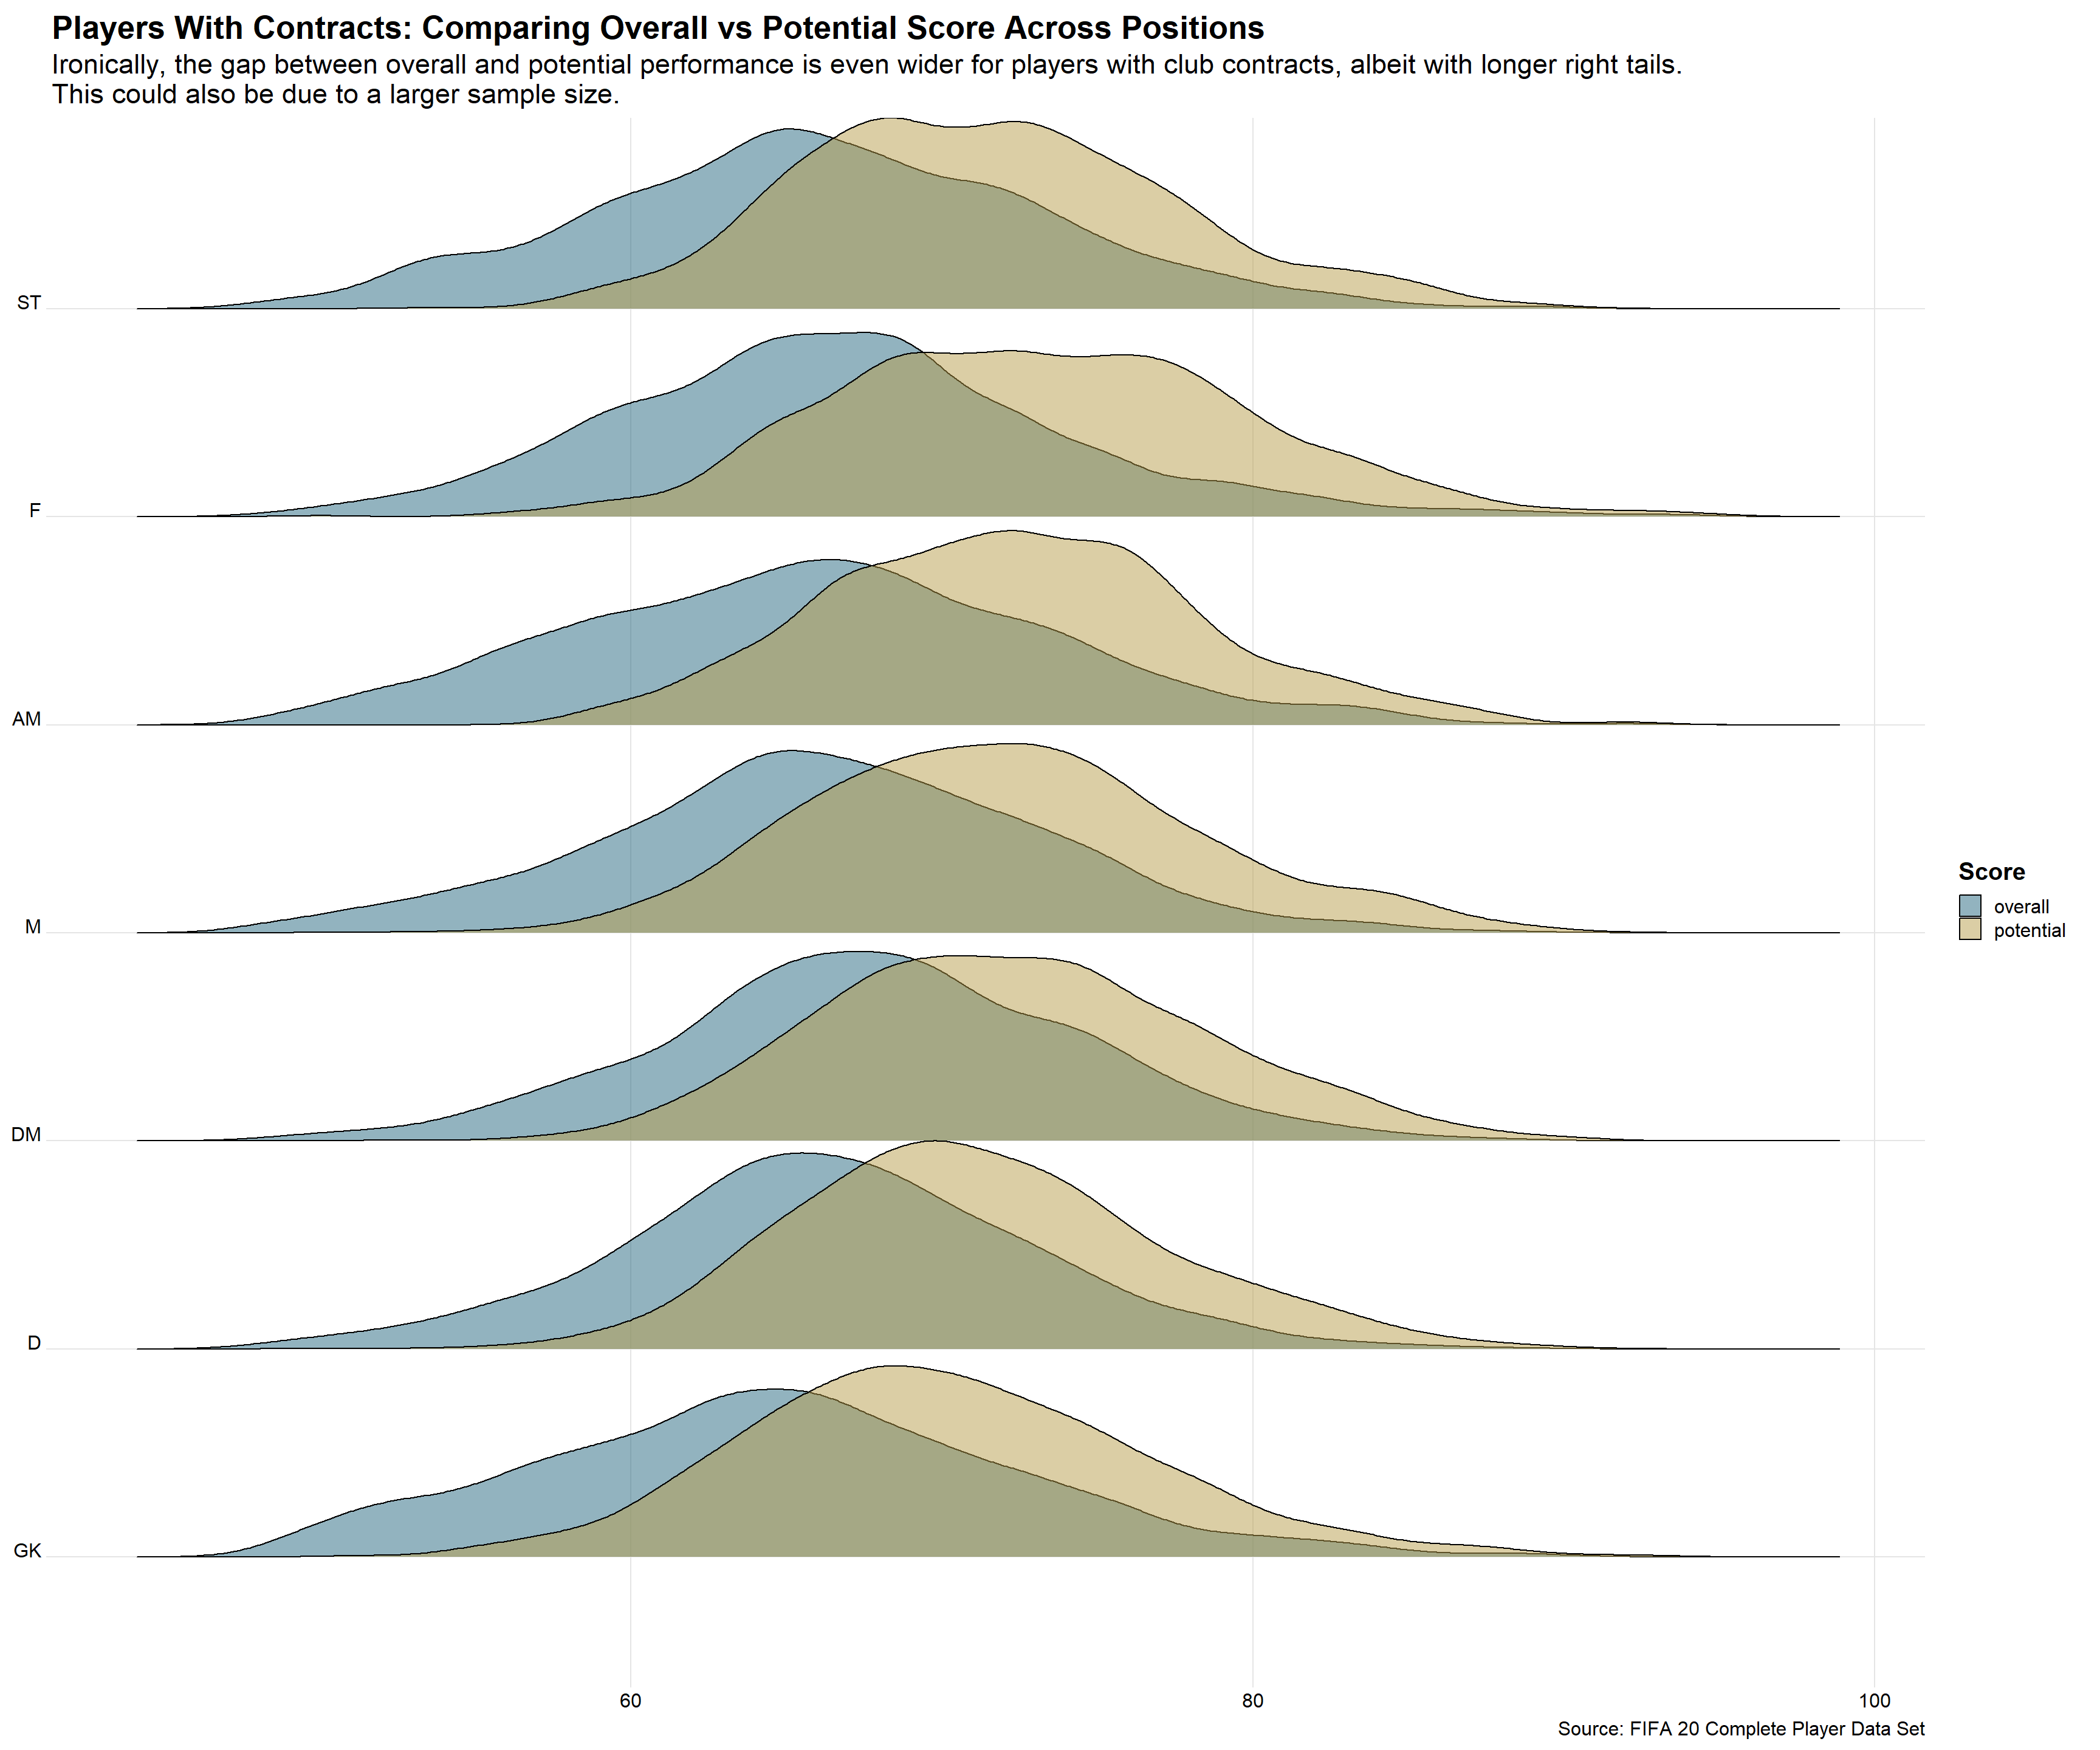 Players With Contracts: Comparing Overall vs Potential Score Across Positions
Ironically, the gap between overall and potential performance is even wider for players with club contracts, albeit with longer right tails.
This could also be due to a larger sample size.
ST
F
AM
M
DM
D
GK
60
80
100
Score
overall
potential
Source: FIFA 20 Complete Player Data Set